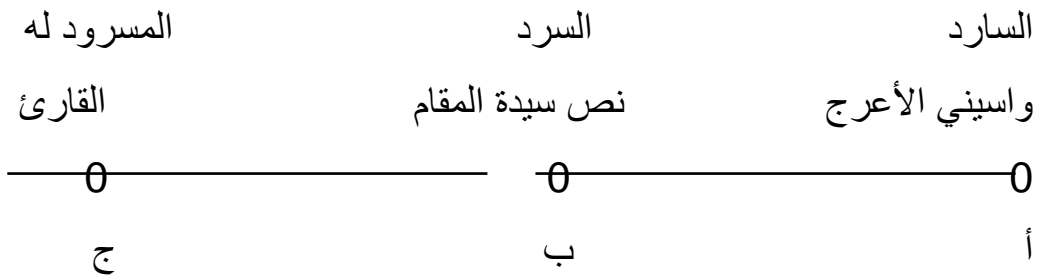 السارد السرد المسرود له
واسيني الأعرج نص سيدة المقام القارئ
0 0 0
أ ب ج